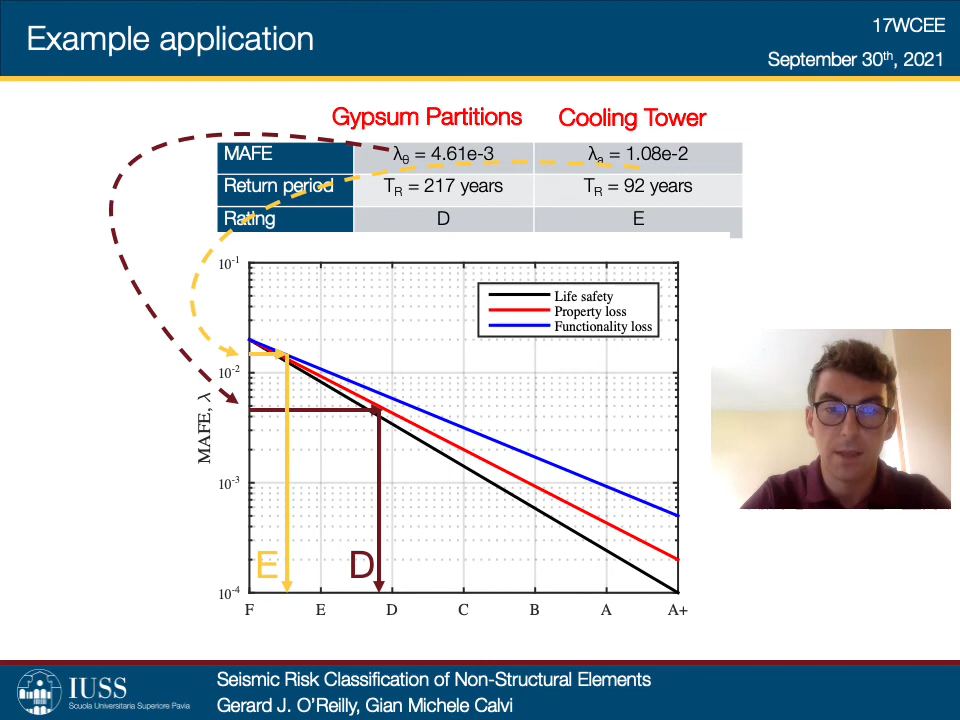 Example application
17WCEE
September 30th, 2021
Gypsum Partitions Cooling Tower
MAFE λθ = 4.61e-3 λa = 1.08e-2
Return period TR = 217 years TR = 92 years
Rating D E
10-1
Life safety
Property loss
Functionality loss
10-2
MAFE, λ
10-3
E D
10-4
F E D C B A A+
IUSS
Scuola Universitaria Superiore Pavia
Seismic Risk Classification of Non-Structural Elements
Gerard J. O'Reilly, Gian Michele Calvi